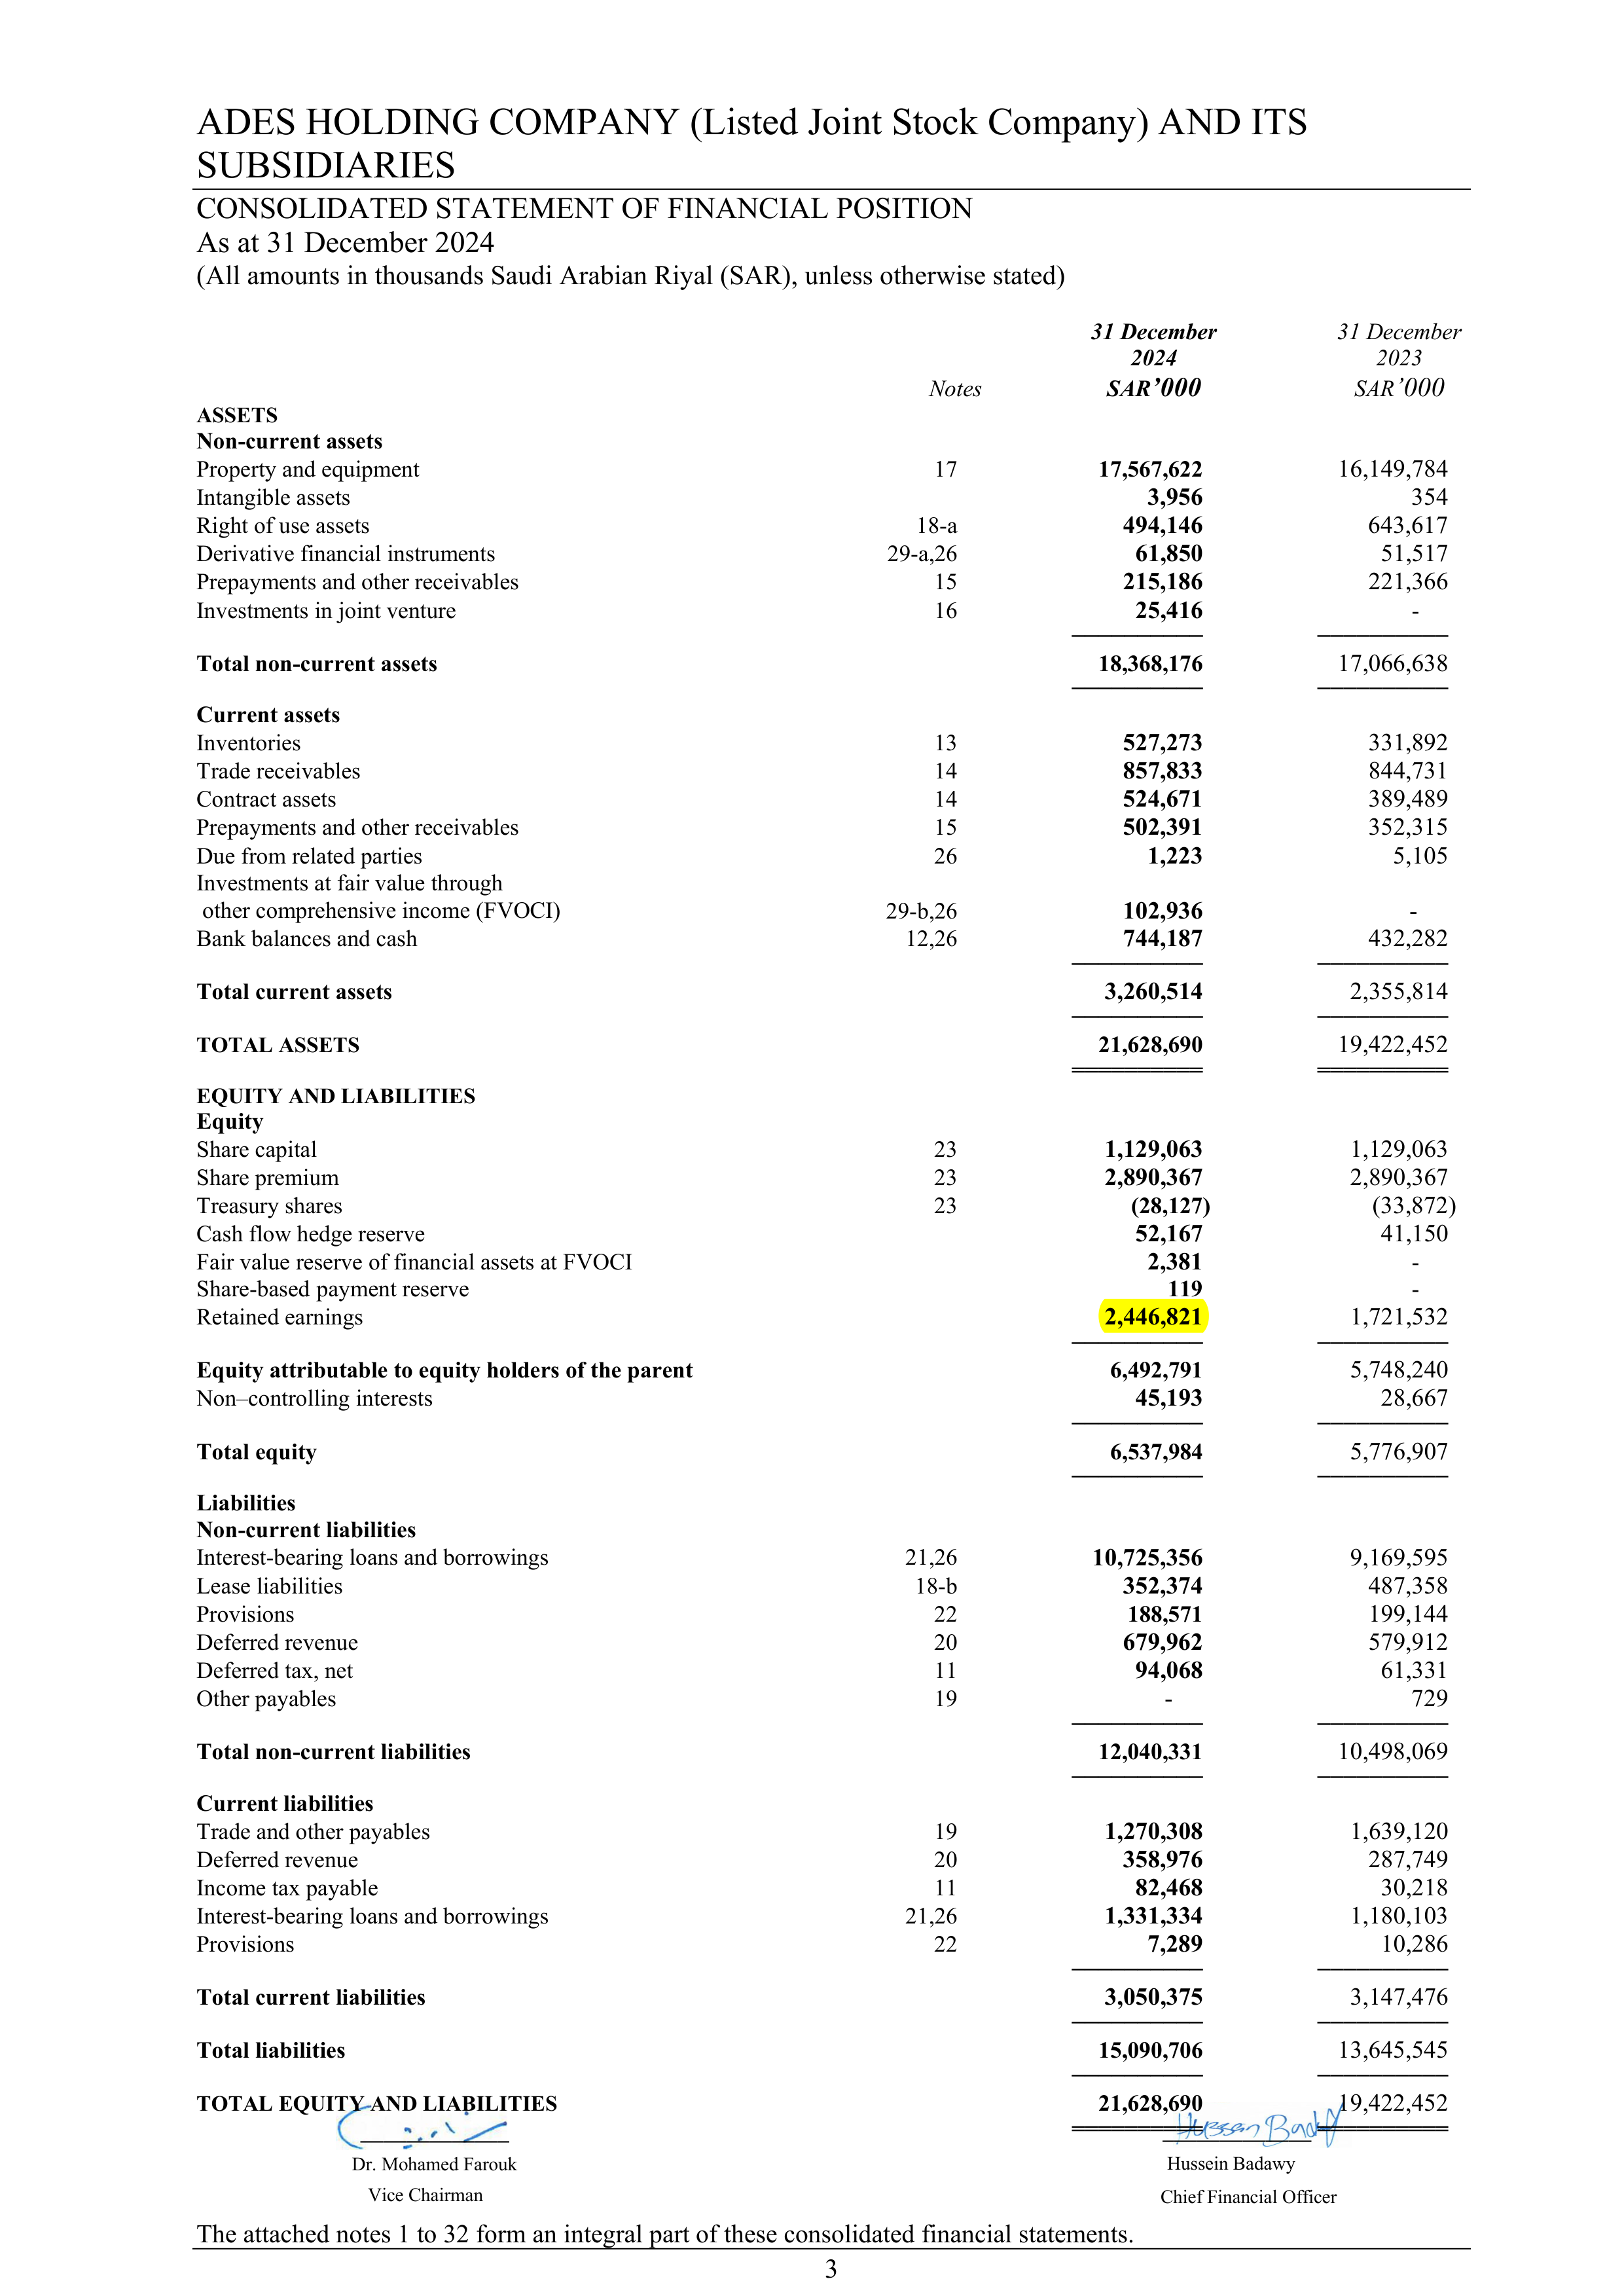 ADES HOLDING COMPANY (Listed Joint Stock Company) AND ITS
SUBSIDIARIES
CONSOLIDATED STATEMENT OF FINANCIAL POSITION
As at 31 December 2024
(All amounts in thousands Saudi Arabian Riyal (SAR), unless otherwise stated)
31 December 31 December
2024 2023
Notes SAR’000 SAR’000
ASSETS
Non-current assets
Property and equipment 17 17,567,622 16,149,784
Intangible assets 3,956 354
Right of use assets 18-a 494,146 643,617
Derivative financial instruments 29-a,26 61,850 51,517
Prepayments and other receivables 15 215,186 221,366
Investments in joint venture 16 25,416 -
Total non-current assets 18,368,176 17,066,638
Current assets
Inventories 13 527,273 331,892
Trade receivables 14 857,833 844,731
Contract assets 14 524,671 389,489
Prepayments and other receivables 15 502,391 352,315
Due from related parties 26 1,223 5,105
Investments at fair value through
other comprehensive income (FVOCI) 29-b,26 102,936 -
Bank balances and cash 12,26 744,187 432,282
Total current assets 3,260,514 2,355,814
TOTAL ASSETS 21,628,690 19,422,452
EQUITY AND LIABILITIES
Equity
Share capital 23 1,129,063 1,129,063
Share premium 23 2,890,367 2,890,367
Treasury shares 23 (28,127) (33,872)
Cash flow hedge reserve 52,167 41,150
Fair value reserve of financial assets at FVOCI 2,381 -
Share-based payment reserve 119 -
Retained earnings 2,446,821 1,721,532
Equity attributable to equity holders of the parent 6,492,791 5,748,240
Non–controlling interests 45,193 28,667
Total equity 6,537,984 5,776,907
Liabilities
Non-current liabilities
Interest-bearing loans and borrowings 21,26 10,725,356 9,169,595
Lease liabilities 18-b 352,374 487,358
Provisions 22 188,571 199,144
Deferred revenue 20 679,962 579,912
Deferred tax, net 11 94,068 61,331
Other payables 19 - 729
Total non-current liabilities 12,040,331 10,498,069
Current liabilities
Trade and other payables 19 1,270,308 1,639,120
Deferred revenue 20 358,976 287,749
Income tax payable 11 82,468 30,218
Interest-bearing loans and borrowings 21,26 1,331,334 1,180,103
Provisions 22 7,289 10,286
Total current liabilities 3,050,375 3,147,476
Total liabilities 15,090,706 13,645,545
TOTAL EQUITY AND LIABILITIES 21,628,690 19,422,452
Dr. Mohamed Farouk Hussein Badawy
Vice Chairman Chief Financial Officer
The attached notes 1 to 32 form an integral part of these consolidated financial statements.
3